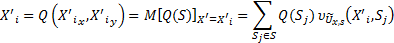 X'ᵢ = Q (X'ᵢₓ, X'ᵢᵧ) = M[Q(S)]_{X'=X'ᵢ} = ∑_{Sⱼ∈S} Q(Sⱼ) υ_{Ũₓ,ₛ}(X'ᵢ, Sⱼ)